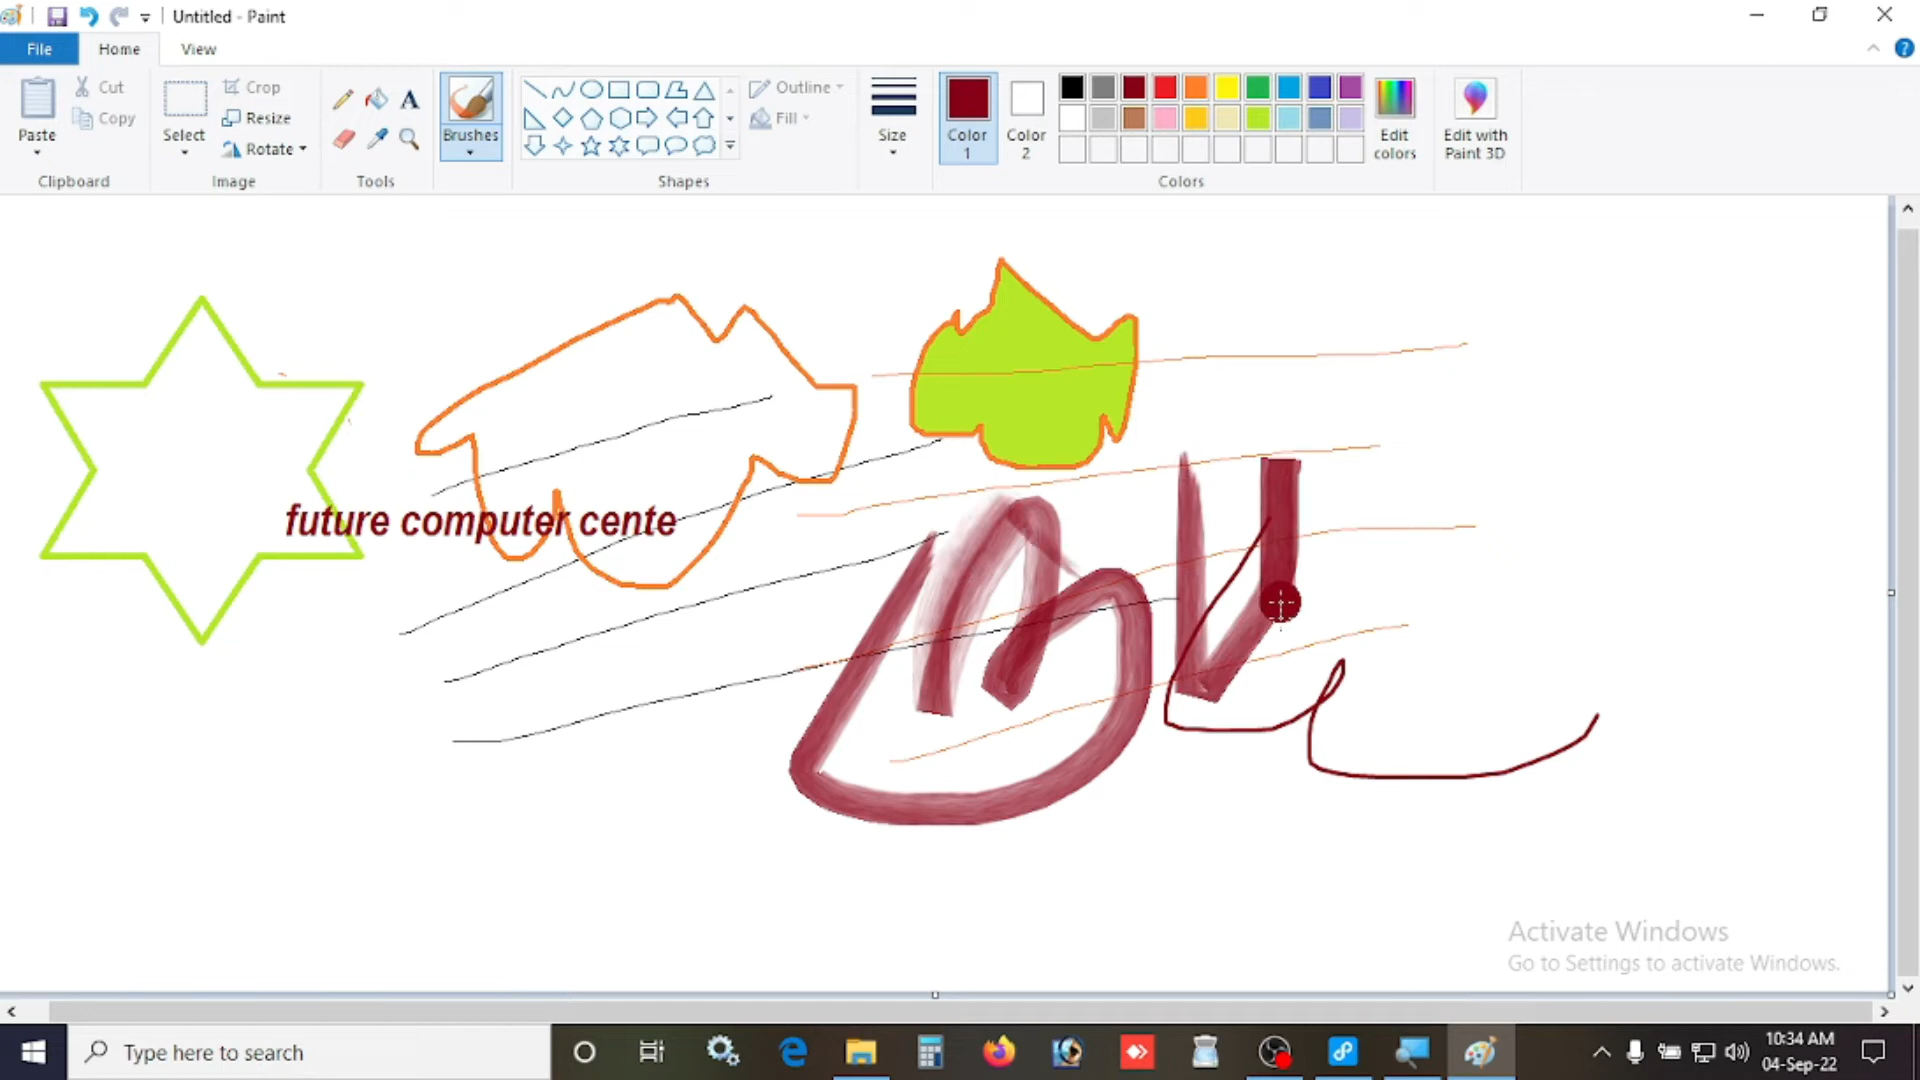 Untitled - Paint
File Home View
Paste
Cut
Copy
Clipboard
Select
Crop
Resize
Rotate
Image
A
Tools
Brushes
Shapes
Outline
Fill
Size
Color 1
Color 2
Edit colors
Edit with Paint 3D
Colors
future computer cente
Activate Windows
Go to Settings to activate Windows.
Type here to search
10:34 AM
04-Sep-22